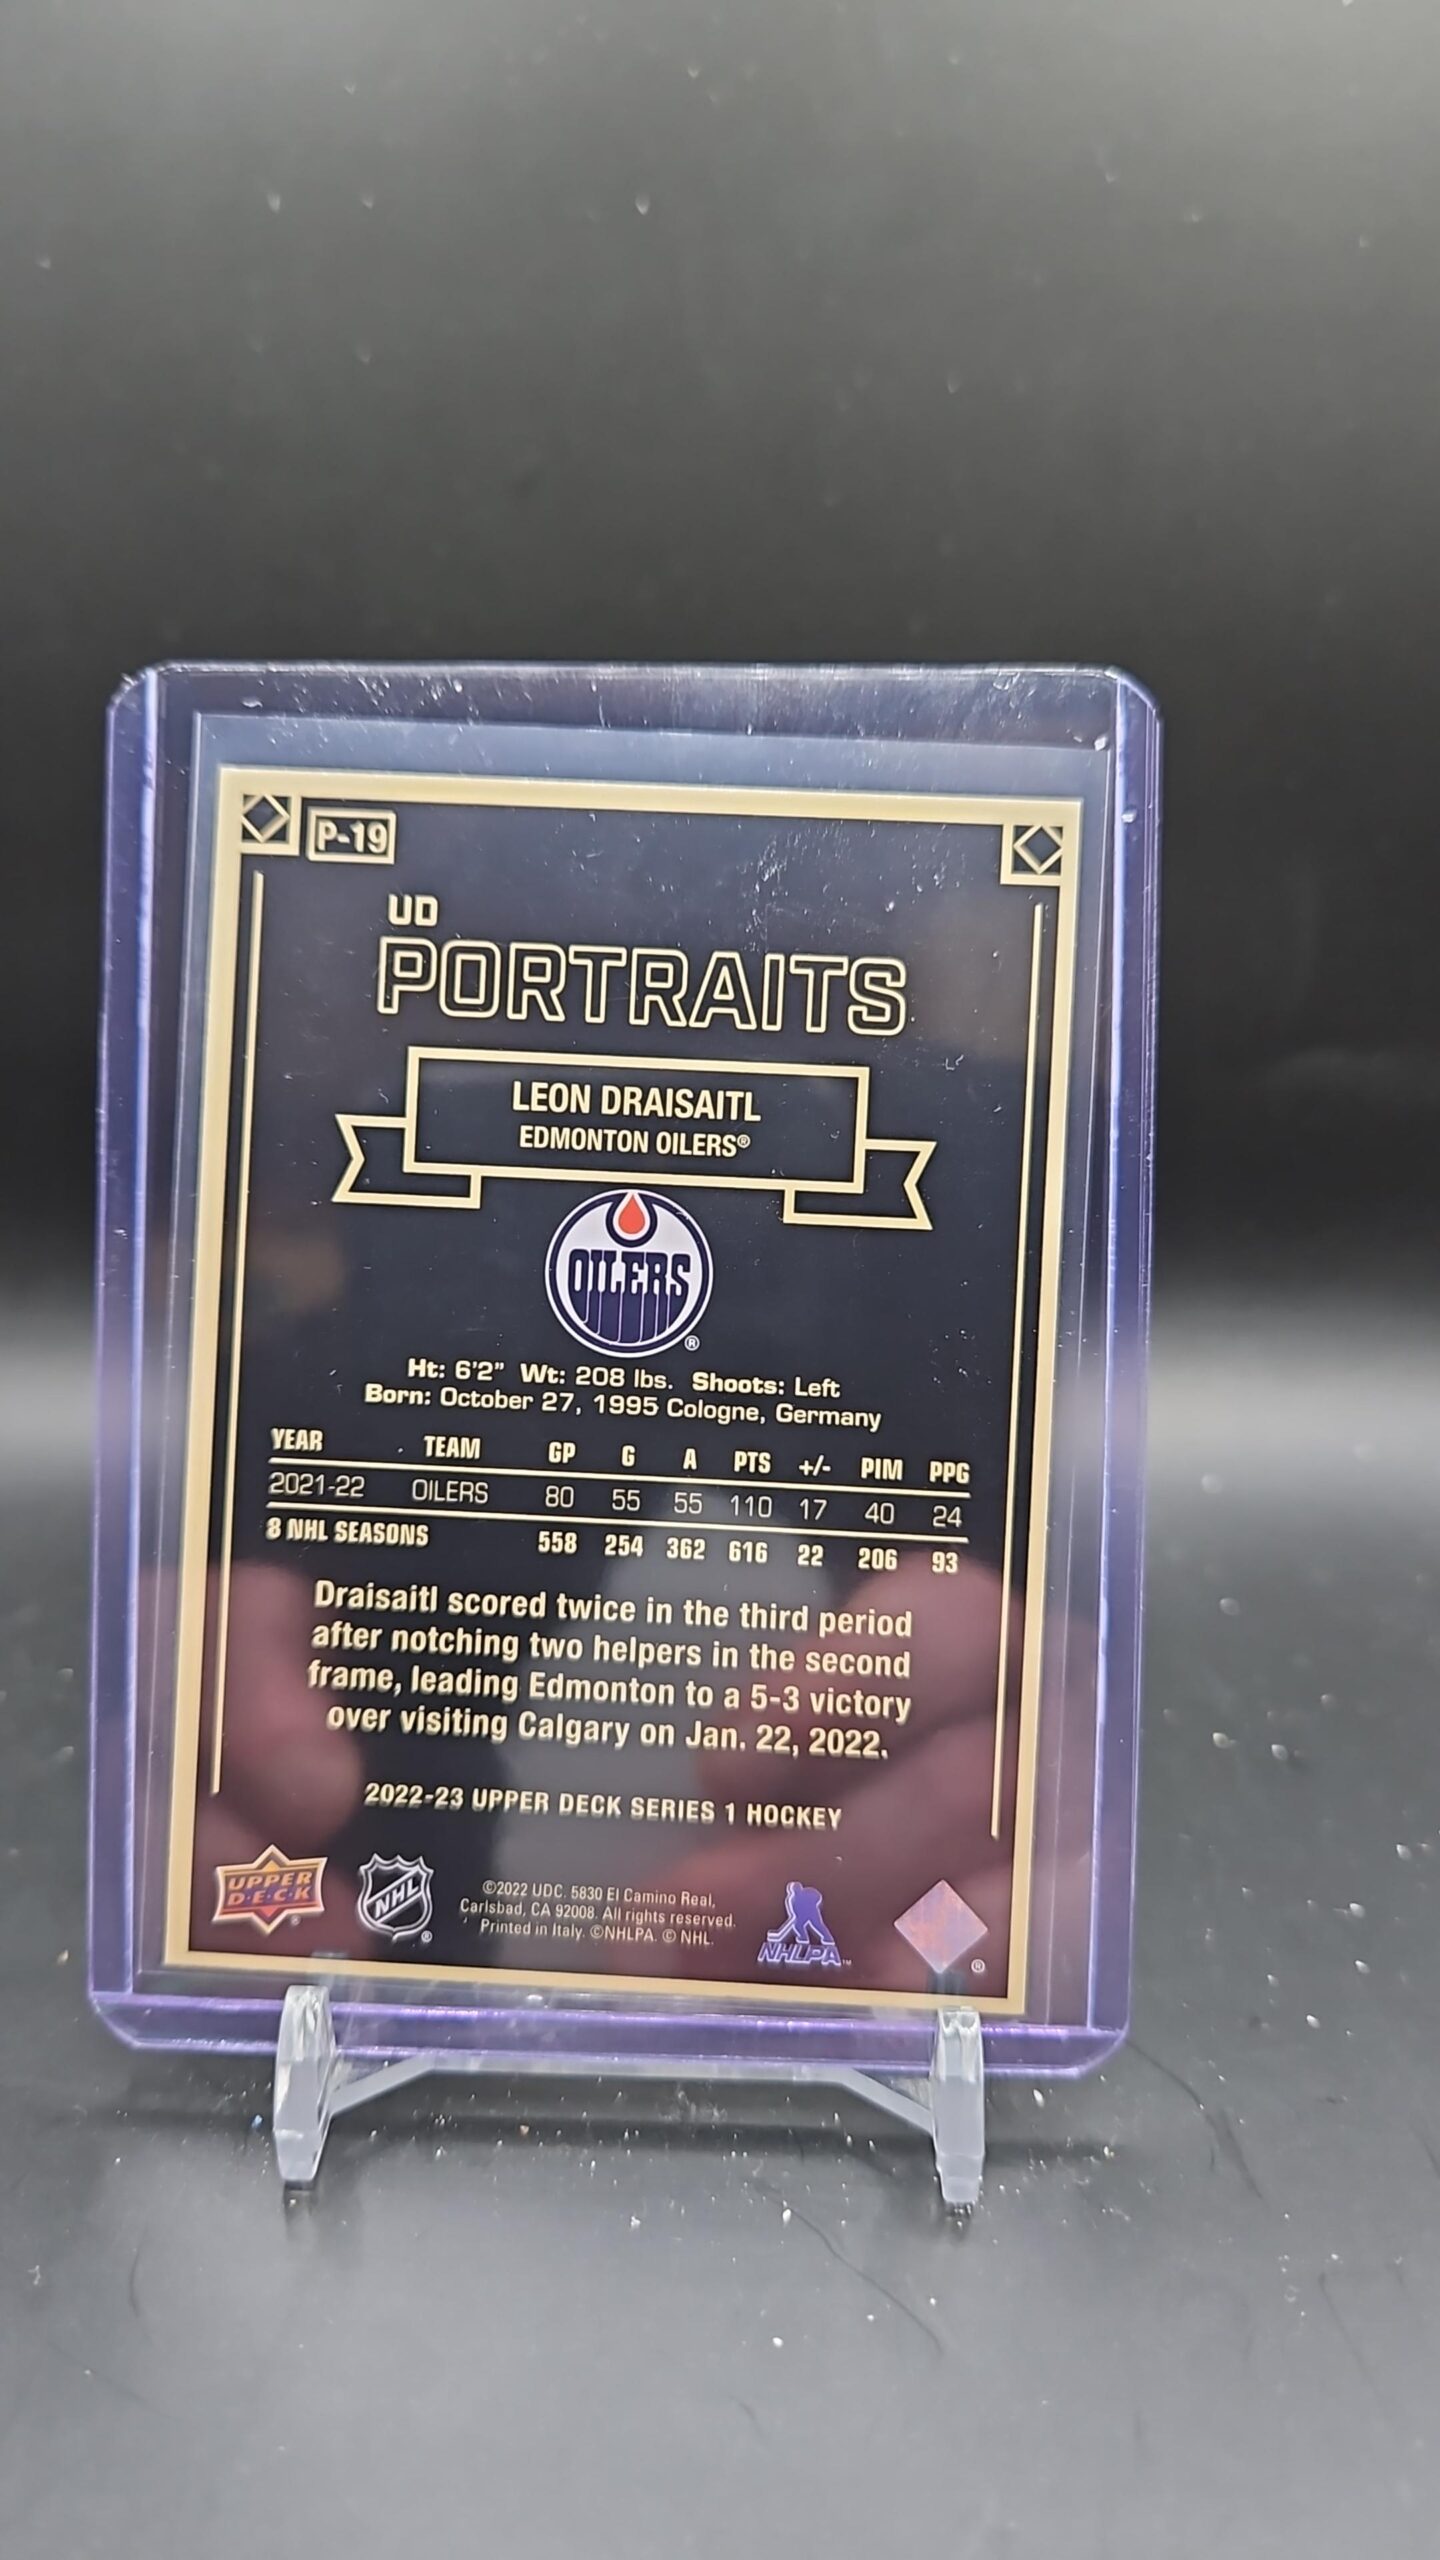 P-19
UD
PORTRAITS
LEON DRAISAITL
EDMONTON OILERS®
OILERS
®
Ht: 6'2" Wt: 208 lbs. Shoots: Left
Born: October 27, 1995 Cologne, Germany
YEAR TEAM GP G A PTS +/- PIM PPG
2021-22 OILERS 80 55 55 110 17 40 24
8 NHL SEASONS 558 254 362 616 22 206 93
Draisaitl scored twice in the third period
after notching two helpers in the second
frame, leading Edmonton to a 5-3 victory
over visiting Calgary on Jan. 22, 2022.
2022-23 UPPER DECK SERIES 1 HOCKEY
UPPER
D·E·C·K
®
NHL
®
©2022 UDC. 5830 El Camino Real,
Carlsbad, CA 92008. All rights reserved.
Printed in Italy. ©NHLPA. © NHL.
NHLPA™
®